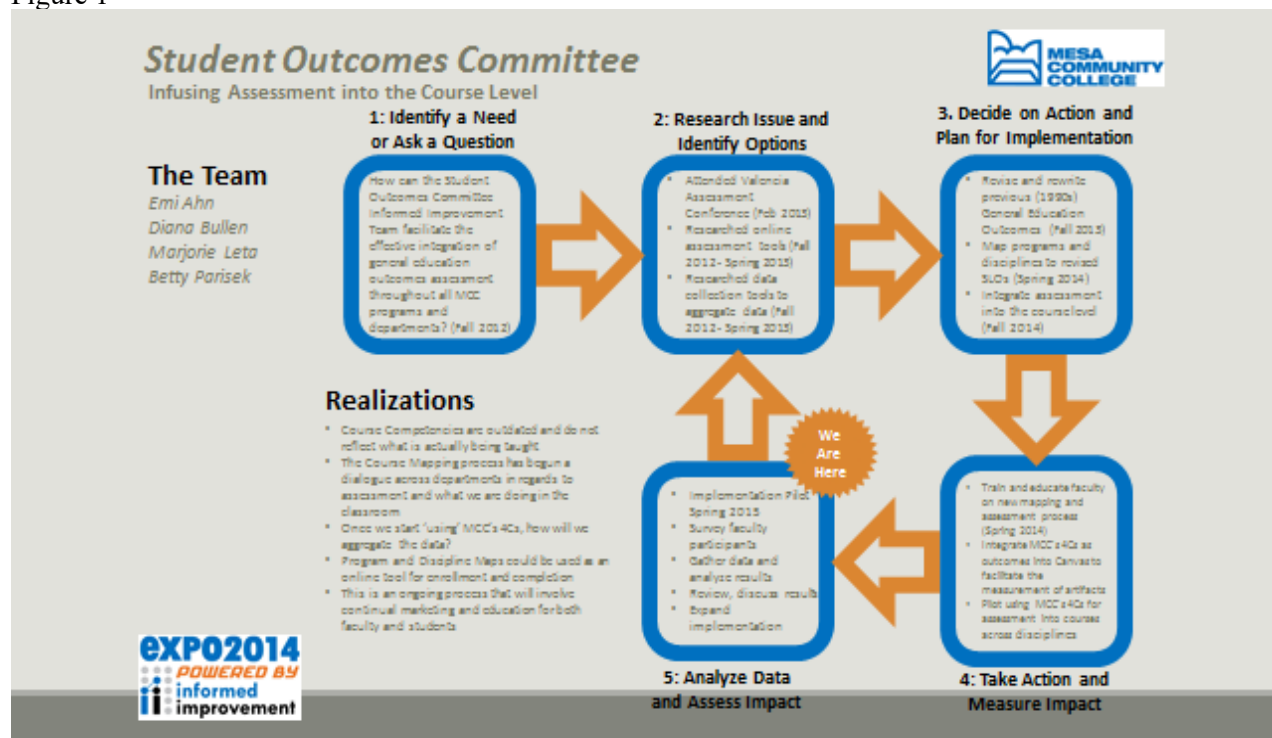 Student Outcomes Committee
Infusing Assessment into the Course Level
MESA
COMMUNITY
COLLEGE
The Team
Emi Ahn
Diana Bullen
Marjorie Leta
Betty Parisek
1: Identify a Need
or Ask a Question
How can the Student
Outcomes Committee
Informed Improvement
Team facilitate the
effective integration of
general education
outcomes assessment
throughout all MCC
programs and
departments? (Fall 2012)
2: Research Issue and
Identify Options
• Attended Valencia
Assessment
Conference (Feb 2013)
• Researched online
assessment tools (Fall
2012- Spring 2013)
• Researched data
collection tools to
aggregate data (Fall
2012- Spring 2013)
3. Decide on Action and
Plan for Implementation
• Revise and rewrite
previous (1990s)
General Education
Outcomes (Fall 2013)
• Map programs and
disciplines to revised
SLOs (Spring 2014)
• Integrate assessment
into the course level
(Fall 2014)
Realizations
• Course Competencies are outdated and do not
reflect what is actually being taught
• The Course Mapping process has begun a
dialogue across departments in regards to
assessment and what we are doing in the
classroom
• Once we start 'using' MCC's 4Cs, how will we
aggregate the data?
• Program and Discipline Maps could be used as an
online tool for enrollment and completion
• This is an ongoing process that will involve
continual marketing and education for both
faculty and students
We
Are
Here
• Implementation Pilot
Spring 2015
• Survey faculty
participants
• Gather data and
analyze results
• Review, discuss results
• Expand
implementation
5: Analyze Data
and Assess Impact
• Train and educate faculty
on new mapping and
assessment process
(Spring 2014)
• Integrate MCC's 4Cs as
outcomes into Canvas to
facilitate the
measurement of artifacts
• Pilot using MCC's 4Cs for
assessment into courses
across disciplines
4: Take Action and
Measure Impact
eXPO2014
POWERED BY
informed
improvement